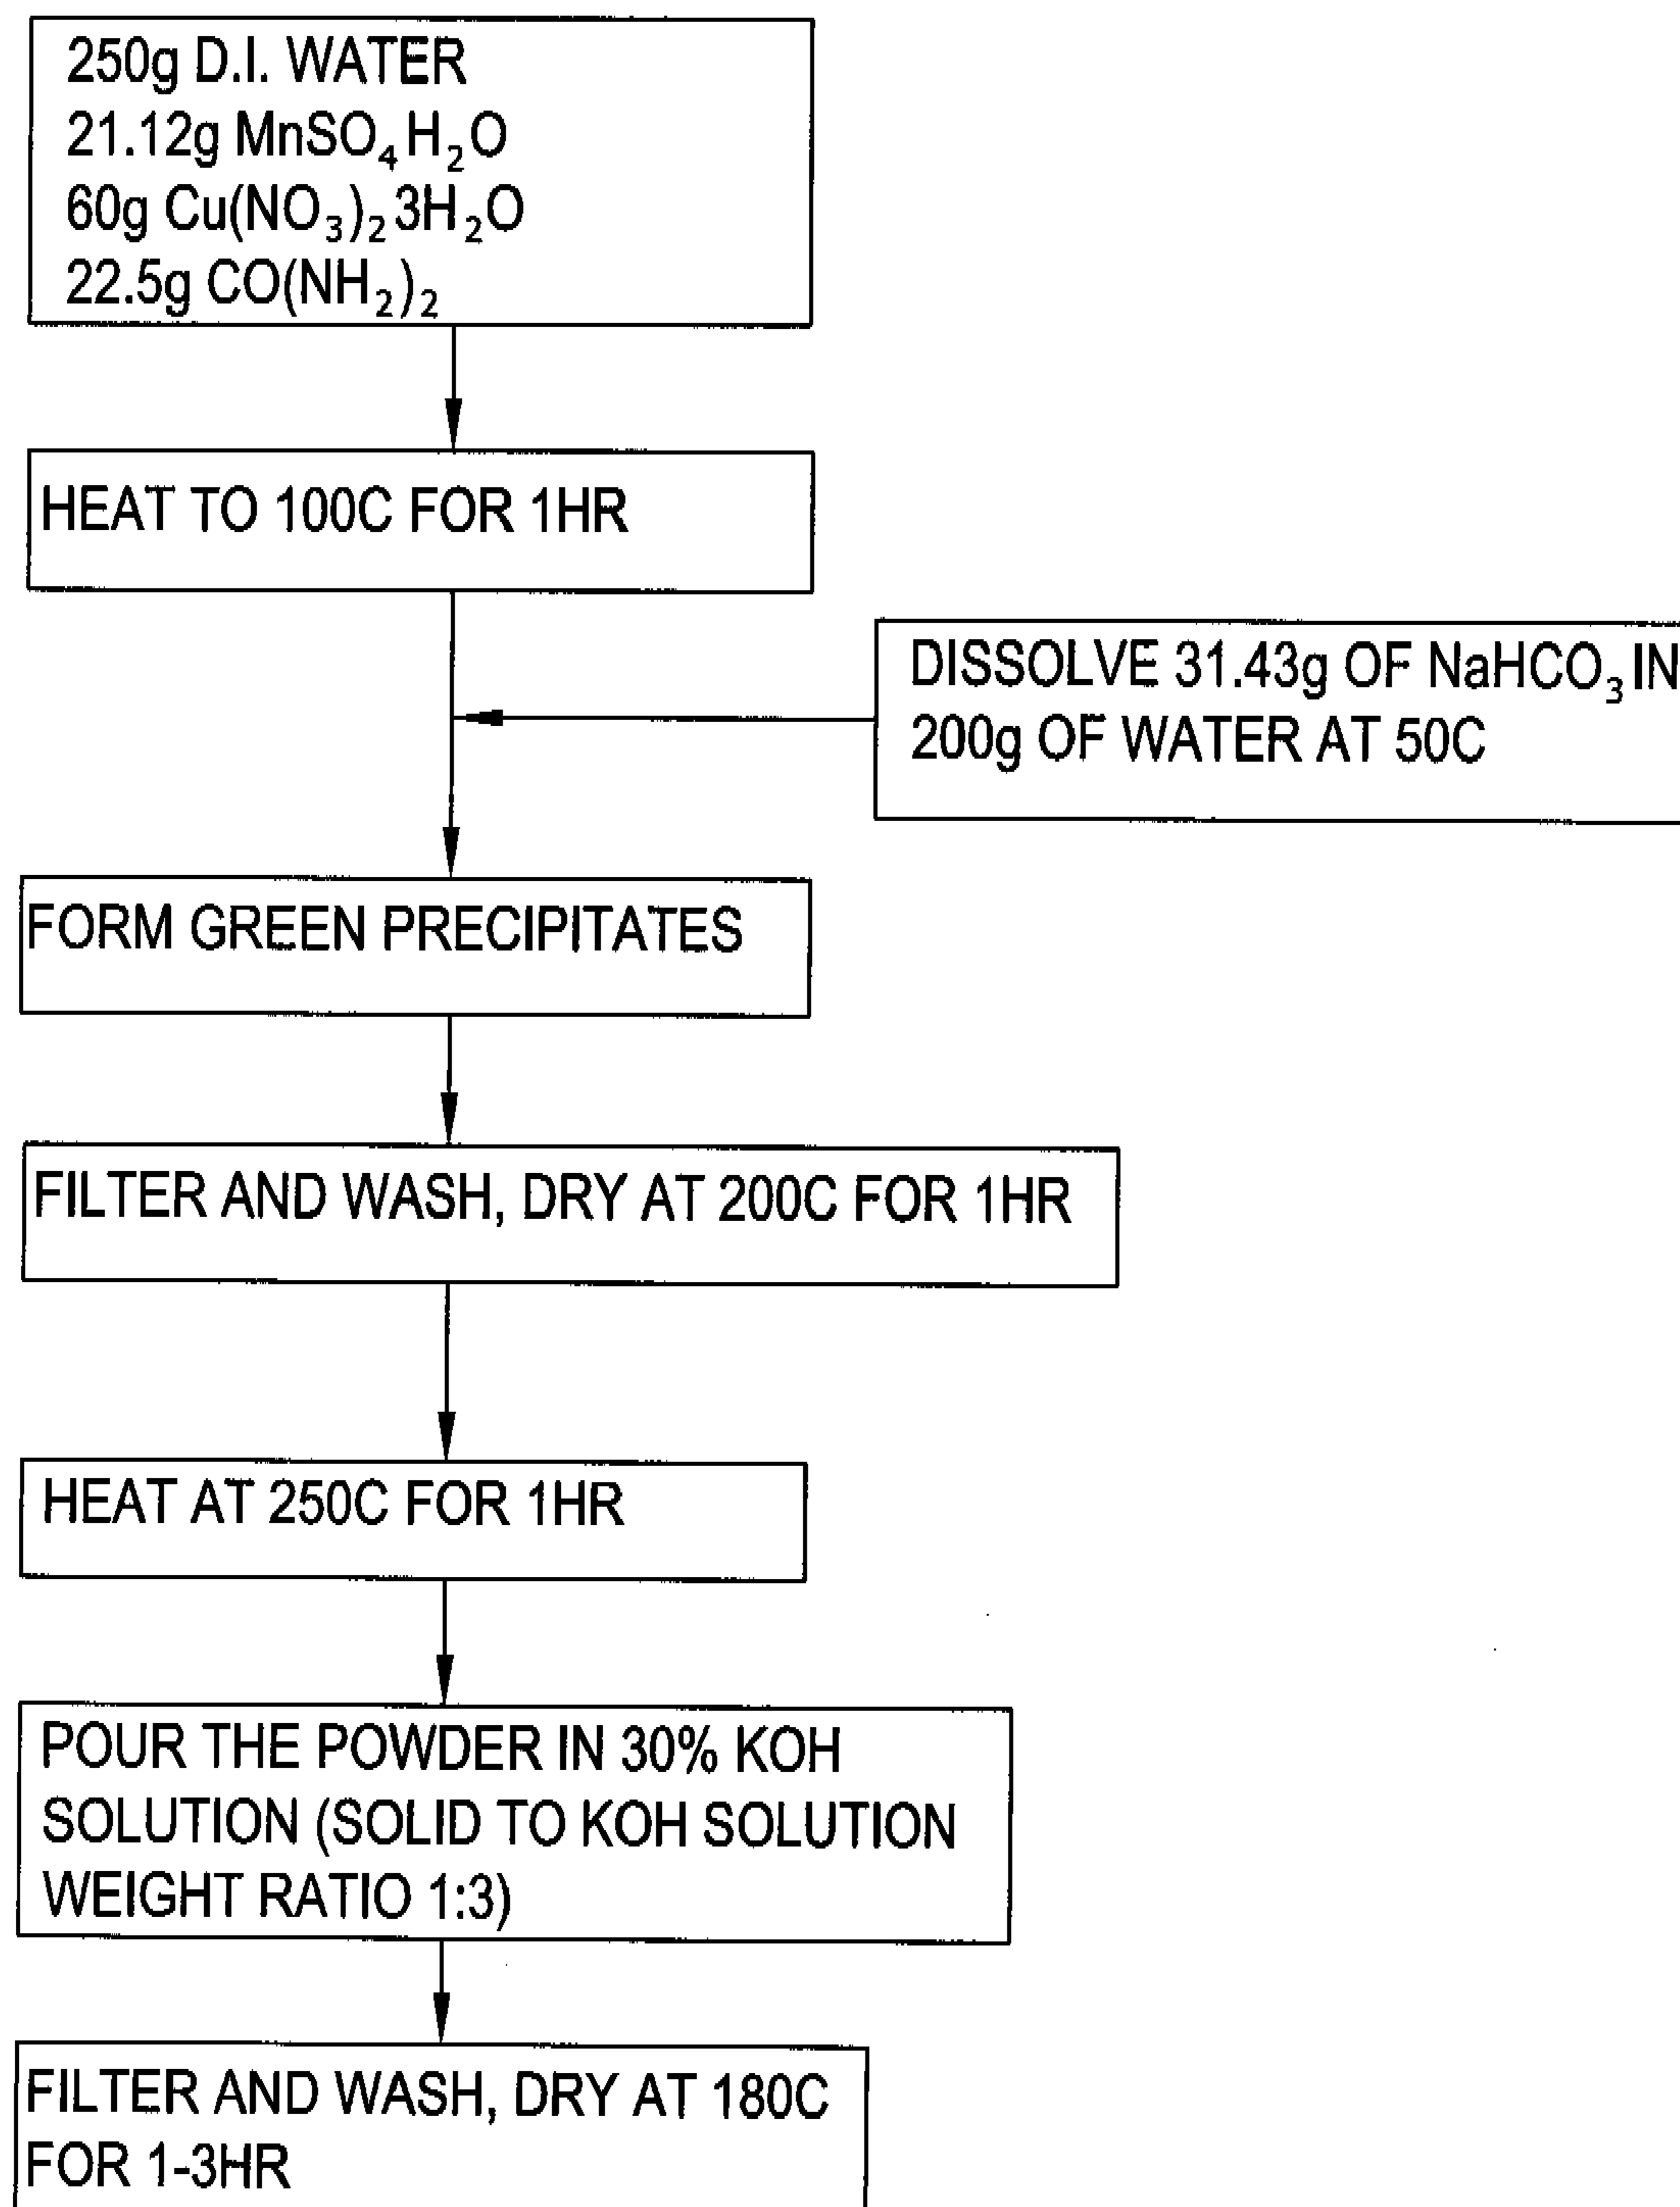 250g D.I. WATER
21.12g MnSO₄ H₂O
60g Cu(NO₃)₂ 3H₂O
22.5g CO(NH₂)₂
HEAT TO 100C FOR 1HR
DISSOLVE 31.43g OF NaHCO₃ IN
200g OF WATER AT 50C
FORM GREEN PRECIPITATES
FILTER AND WASH, DRY AT 200C FOR 1HR
HEAT AT 250C FOR 1HR
POUR THE POWDER IN 30% KOH
SOLUTION (SOLID TO KOH SOLUTION
WEIGHT RATIO 1:3)
FILTER AND WASH, DRY AT 180C
FOR 1-3HR